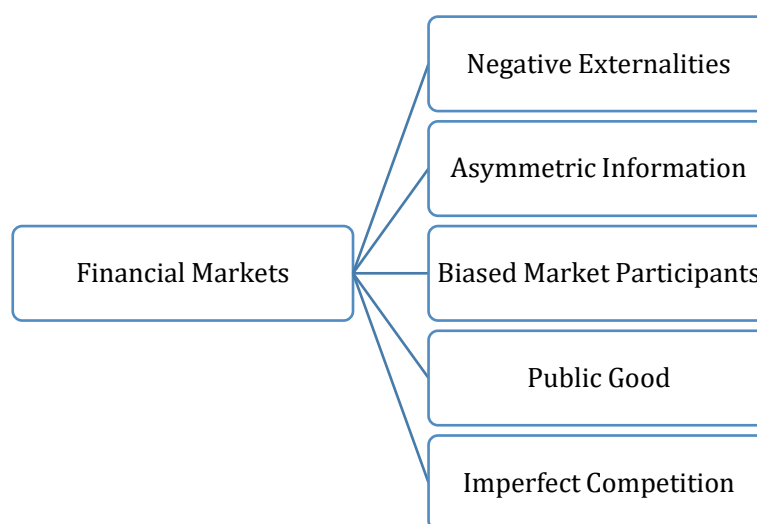 Negative Externalities
Asymmetric Information
Financial Markets
Biased Market Participants
Public Good
Imperfect Competition